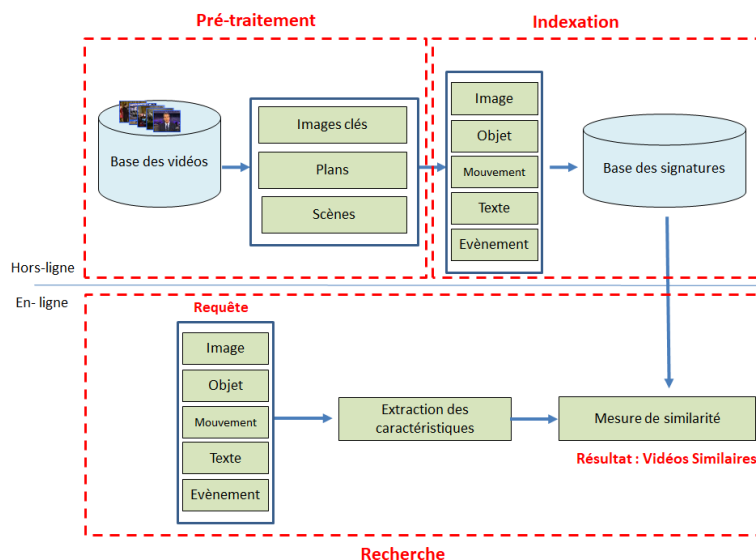 Pré-traitement
Indexation
Base des vidéos
Images clés
Plans
Scènes
Image
Objet
Mouvement
Texte
Evènement
Base des signatures
Hors-ligne
En- ligne
Requête
Image
Objet
Mouvement
Texte
Evènement
Extraction des
caractéristiques
Mesure de similarité
Résultat : Vidéos Similaires
Recherche